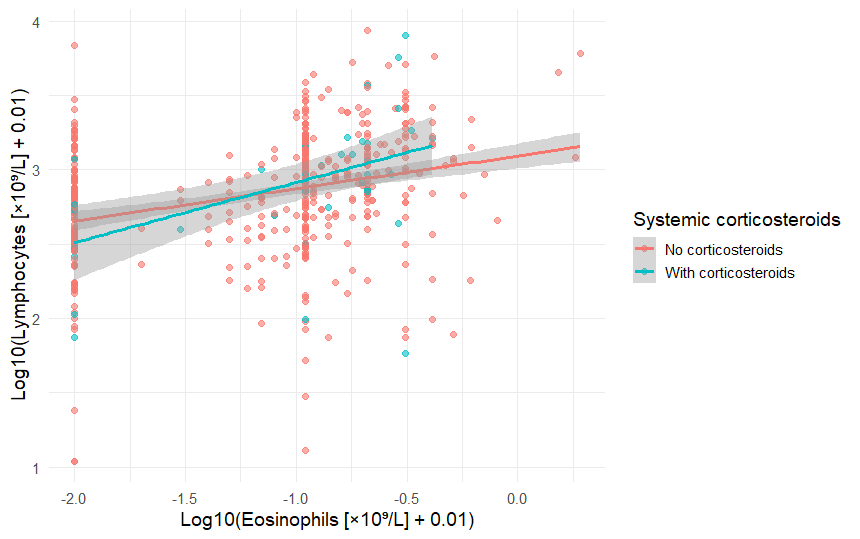 4
3
2
1
Log10(Lymphocytes [×10⁹/L] + 0.01)
-2.0 -1.5 -1.0 -0.5 0.0
Log10(Eosinophils [×10⁹/L] + 0.01)
Systemic corticosteroids
No corticosteroids
With corticosteroids